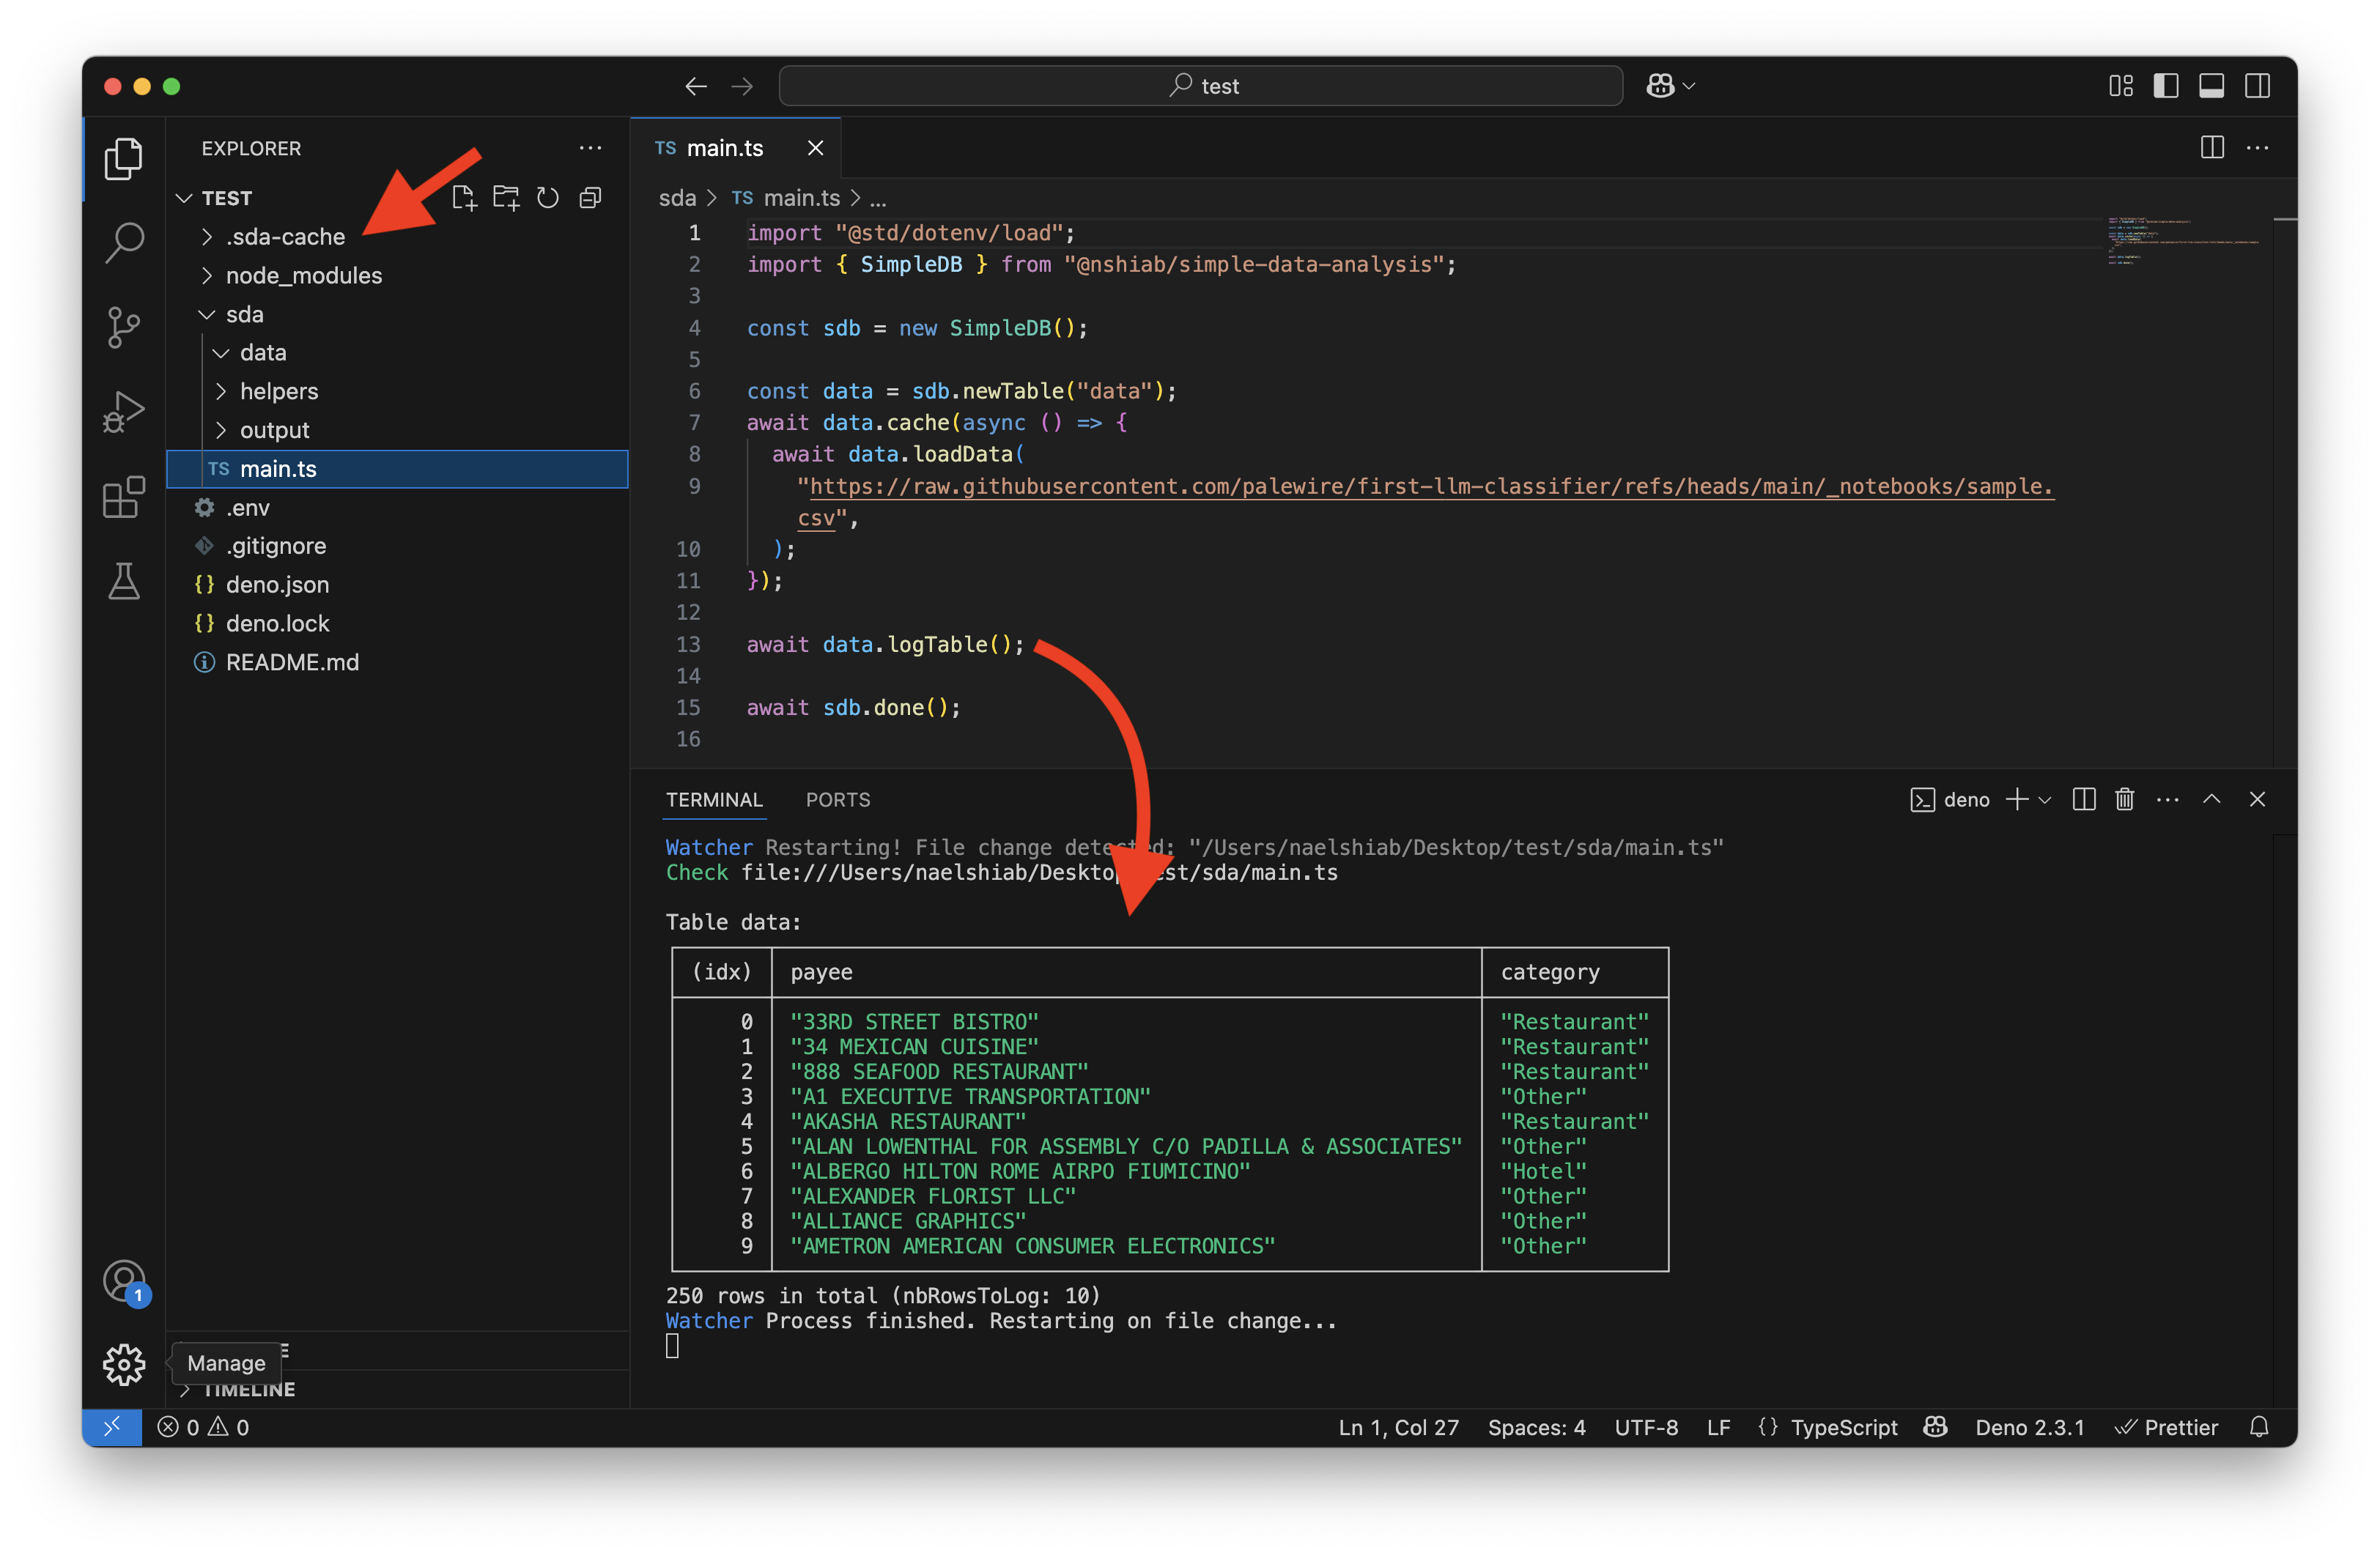 test
EXPLORER
TEST
.sda-cache
node_modules
sda
data
helpers
output
TS main.ts
.env
.gitignore
{} deno.json
{} deno.lock
README.md
TIMELINE
Manage
1
TS main.ts
sda > TS main.ts > ...
1 import "@std/dotenv/load";
2 import { SimpleDB } from "@nshiab/simple-data-analysis";
3
4 const sdb = new SimpleDB();
5
6 const data = sdb.newTable("data");
7 await data.cache(async () => {
8 await data.loadData(
9 "https://raw.githubusercontent.com/palewire/first-llm-classifier/refs/heads/main/_notebooks/sample.
csv",
10 );
11 });
12
13 await data.logTable();
14
15 await sdb.done();
16
TERMINAL PORTS
deno
Watcher Restarting! File change detected: "/Users/naelshiab/Desktop/test/sda/main.ts"
Check file:///Users/naelshiab/Desktop/test/sda/main.ts
Table data:
(idx) payee category
0 "33RD STREET BISTRO" "Restaurant"
1 "34 MEXICAN CUISINE" "Restaurant"
2 "888 SEAFOOD RESTAURANT" "Restaurant"
3 "A1 EXECUTIVE TRANSPORTATION" "Other"
4 "AKASHA RESTAURANT" "Restaurant"
5 "ALAN LOWENTHAL FOR ASSEMBLY C/O PADILLA & ASSOCIATES" "Other"
6 "ALBERGO HILTON ROME AIRPO FIUMICINO" "Hotel"
7 "ALEXANDER FLORIST LLC" "Other"
8 "ALLIANCE GRAPHICS" "Other"
9 "AMETRON AMERICAN CONSUMER ELECTRONICS" "Other"
250 rows in total (nbRowsToLog: 10)
Watcher Process finished. Restarting on file change...
0 0
Ln 1, Col 27 Spaces: 4 UTF-8 LF {} TypeScript Deno 2.3.1 Prettier